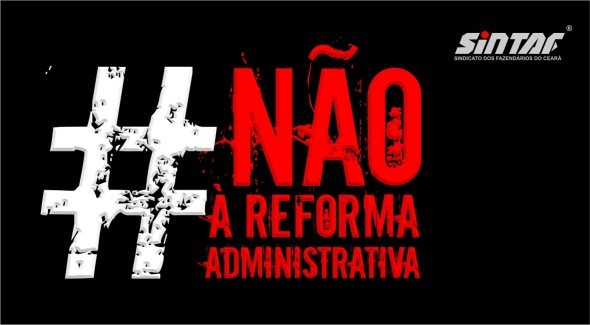 #NÃO
À REFORMA
ADMINISTRATIVA
SINTAF®
SINDICATO DOS FAZENDÁRIOS DO CEARÁ